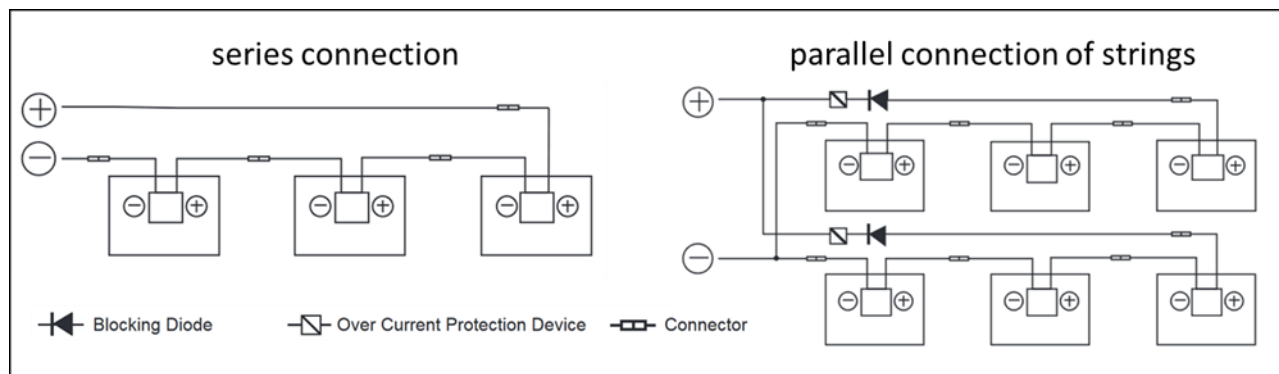 series connection
parallel connection of strings
+
−
− + − + − +
+
− + − + − +
−
− + − + − +
Blocking Diode Over Current Protection Device Connector